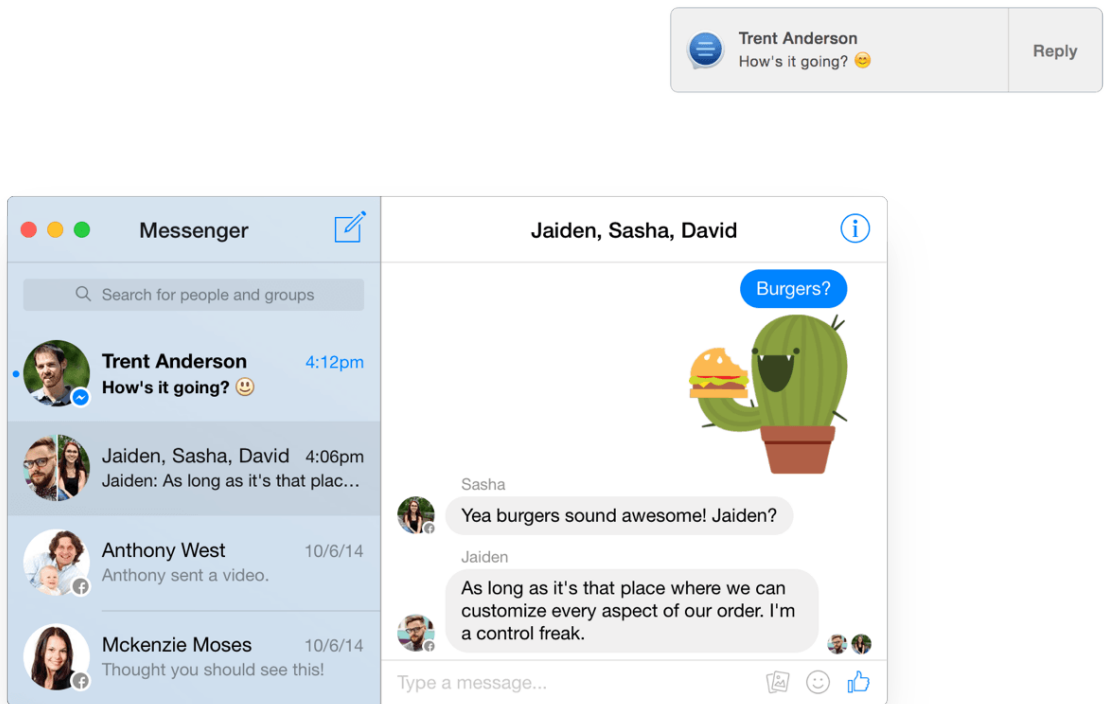 Trent Anderson
How's it going? 😊
Reply
Messenger
Search for people and groups
Trent Anderson 4:12pm
How's it going? 😃
Jaiden, Sasha, David 4:06pm
Jaiden: As long as it's that plac...
Anthony West 10/6/14
Anthony sent a video.
Mckenzie Moses 10/6/14
Thought you should see this!
Jaiden, Sasha, David
Burgers?
Sasha
Yea burgers sound awesome! Jaiden?
Jaiden
As long as it's that place where we can
customize every aspect of our order. I'm
a control freak.
Type a message...